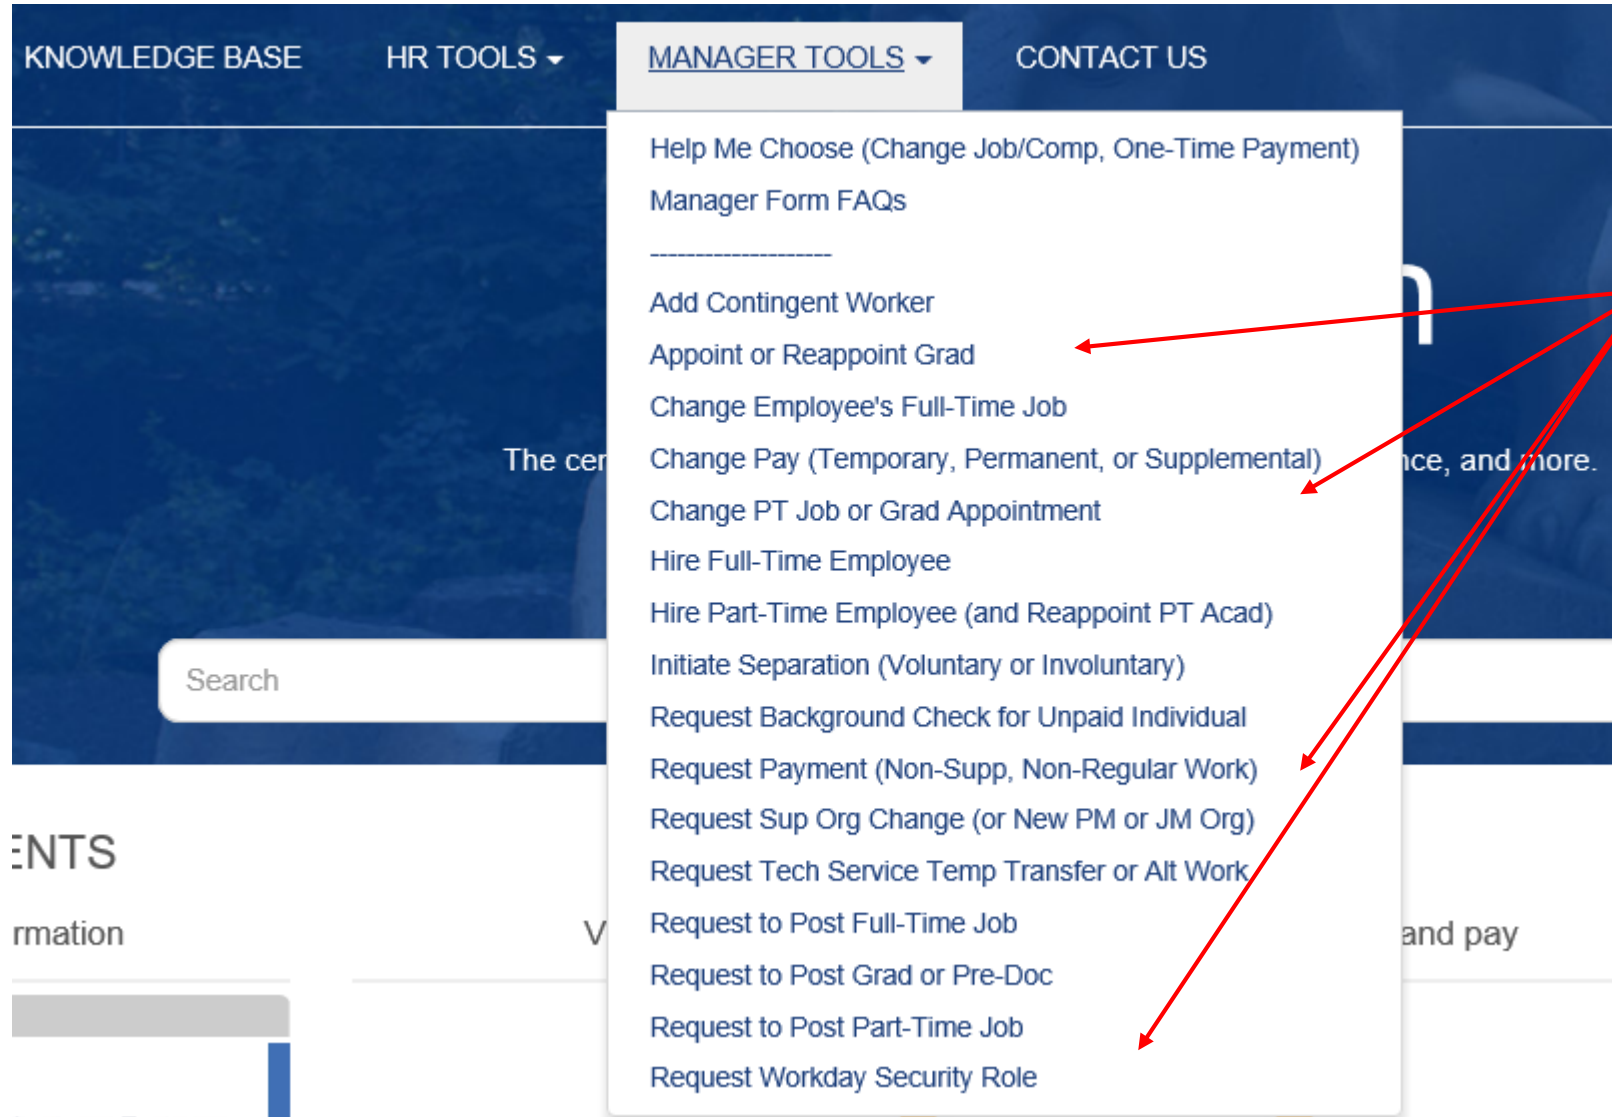 KNOWLEDGE BASE HR TOOLS MANAGER TOOLS CONTACT US
Help Me Choose (Change Job/Comp, One-Time Payment)
Manager Form FAQs
--------------------
Add Contingent Worker
Appoint or Reappoint Grad
Change Employee's Full-Time Job
The Change Pay (Temporary, Permanent, or Supplemental) and more.
Change PT Job or Grad Appointment
Hire Full-Time Employee
Hire Part-Time Employee (and Reappoint PT Acad)
Initiate Separation (Voluntary or Involuntary)
Search
Request Background Check for Unpaid Individual
Request Payment (Non-Supp, Non-Regular Work)
Request Sup Org Change (or New PM or JM Org)
ENTS
Request Tech Service Temp Transfer or Alt Work
Request to Post Full-Time Job
rmation and pay
Request to Post Grad or Pre-Doc
Request to Post Part-Time Job
Request Workday Security Role